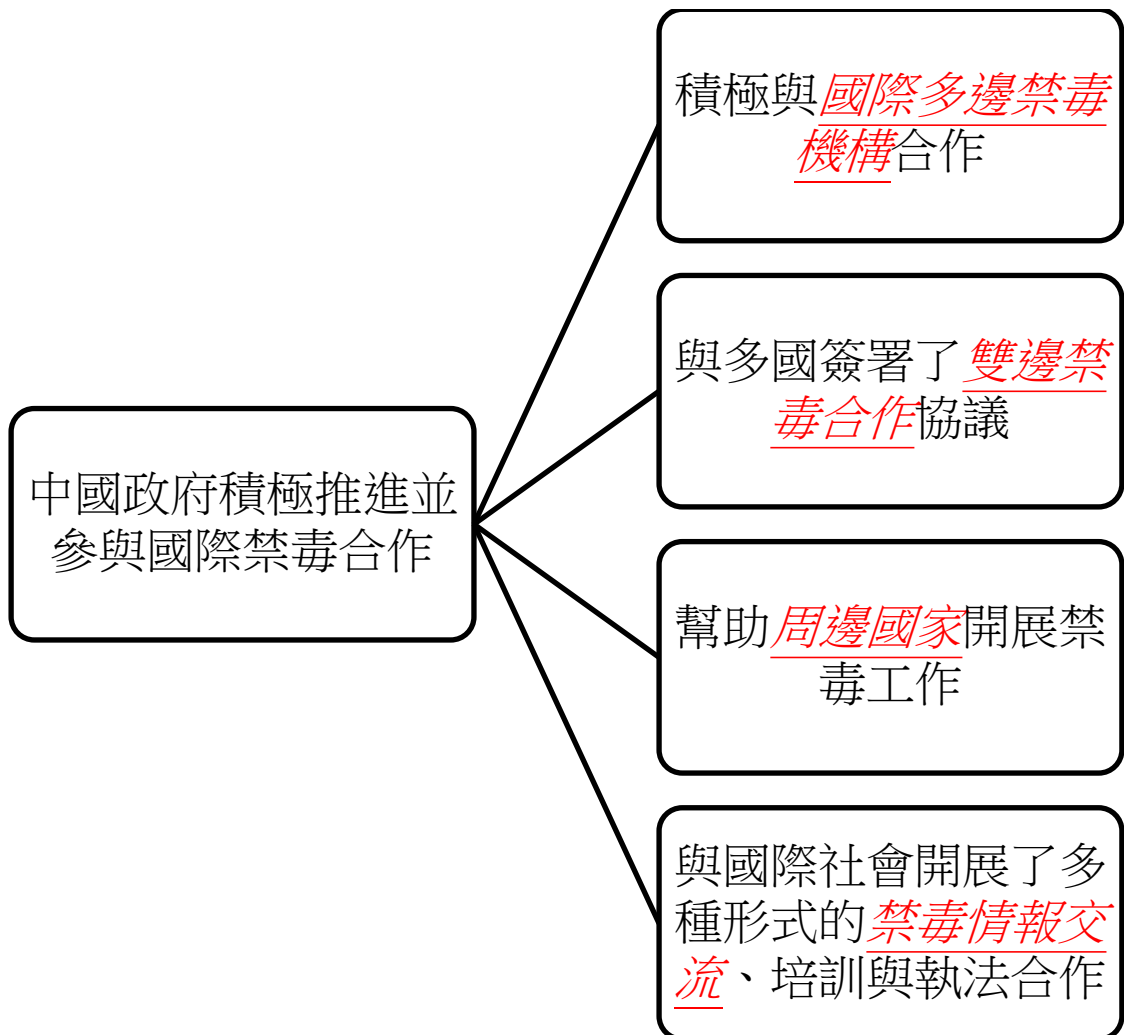 中國政府積極推進並
參與國際禁毒合作
積極與國際多邊禁毒
機構合作
與多國簽署了雙邊禁
毒合作協議
幫助周邊國家開展禁
毒工作
與國際社會開展了多
種形式的禁毒情報交
流、培訓與執法合作